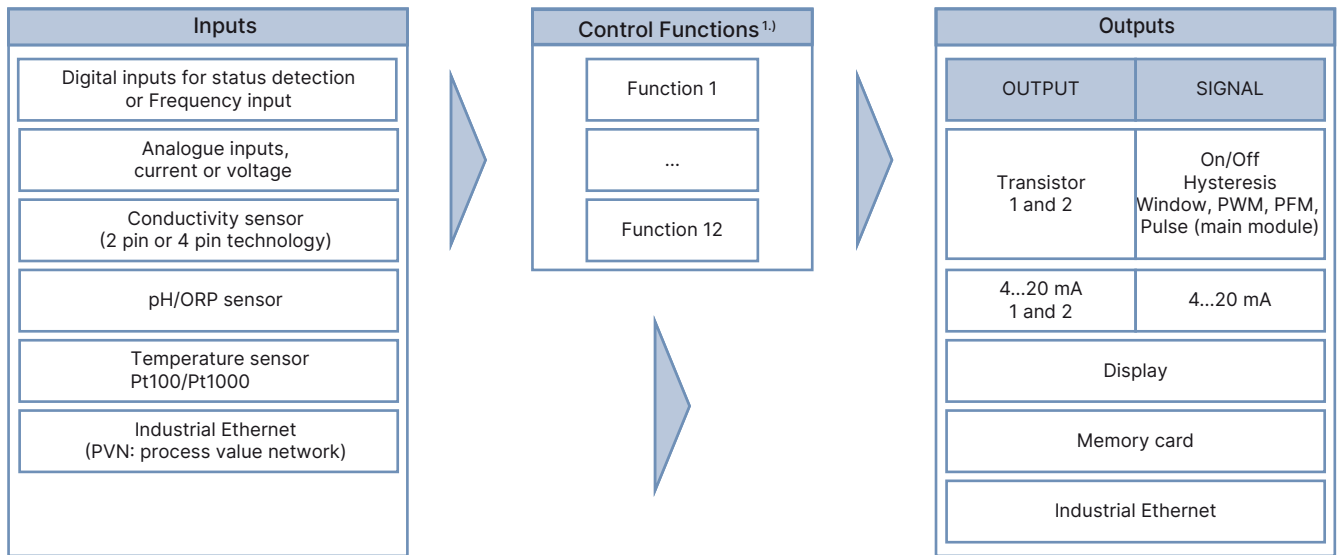 Inputs
Digital inputs for status detection
or Frequency input
Analogue inputs,
current or voltage
Conductivity sensor
(2 pin or 4 pin technology)
pH/ORP sensor
Temperature sensor
Pt100/Pt1000
Industrial Ethernet
(PVN: process value network)
Control Functions 1.)
Function 1
...
Function 12
Outputs
OUTPUT
SIGNAL
Transistor
1 and 2
On/Off
Hysteresis
Window, PWM, PFM,
Pulse (main module)
4...20 mA
1 and 2
4...20 mA
Display
Memory card
Industrial Ethernet